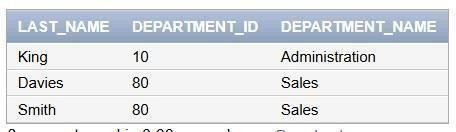 LAST_NAME DEPARTMENT_ID DEPARTMENT_NAME
King 10 Administration
Davies 80 Sales
Smith 80 Sales